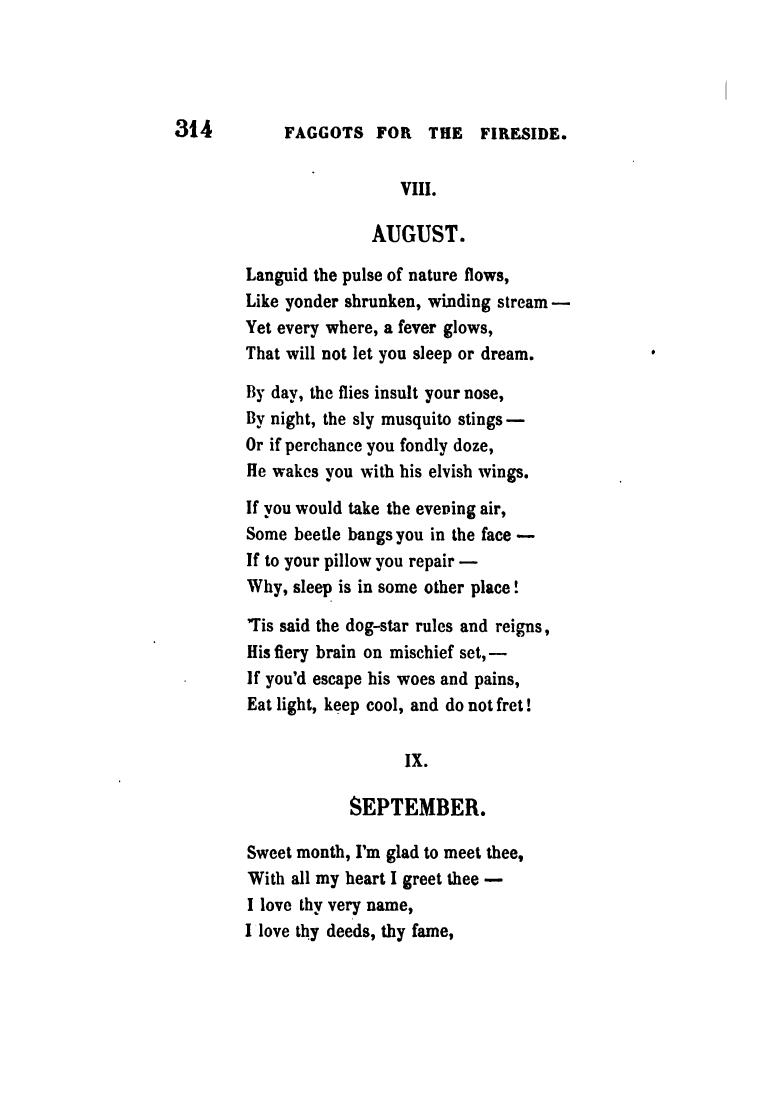 314 FAGGOTS FOR THE FIRESIDE.
VIII.
AUGUST.
Languid the pulse of nature flows,
Like yonder shrunken, winding stream —
Yet every where, a fever glows,
That will not let you sleep or dream.
By day, the flies insult your nose,
By night, the sly musquito stings —
Or if perchance you fondly doze,
He wakes you with his elvish wings.
If you would take the evening air,
Some beetle bangs you in the face —
If to your pillow you repair —
Why, sleep is in some other place!
'Tis said the dog-star rules and reigns,
His fiery brain on mischief set, —
If you'd escape his woes and pains,
Eat light, keep cool, and do not fret!
IX.
SEPTEMBER.
Sweet month, I'm glad to meet thee,
With all my heart I greet thee —
I love thy very name,
I love thy deeds, thy fame,